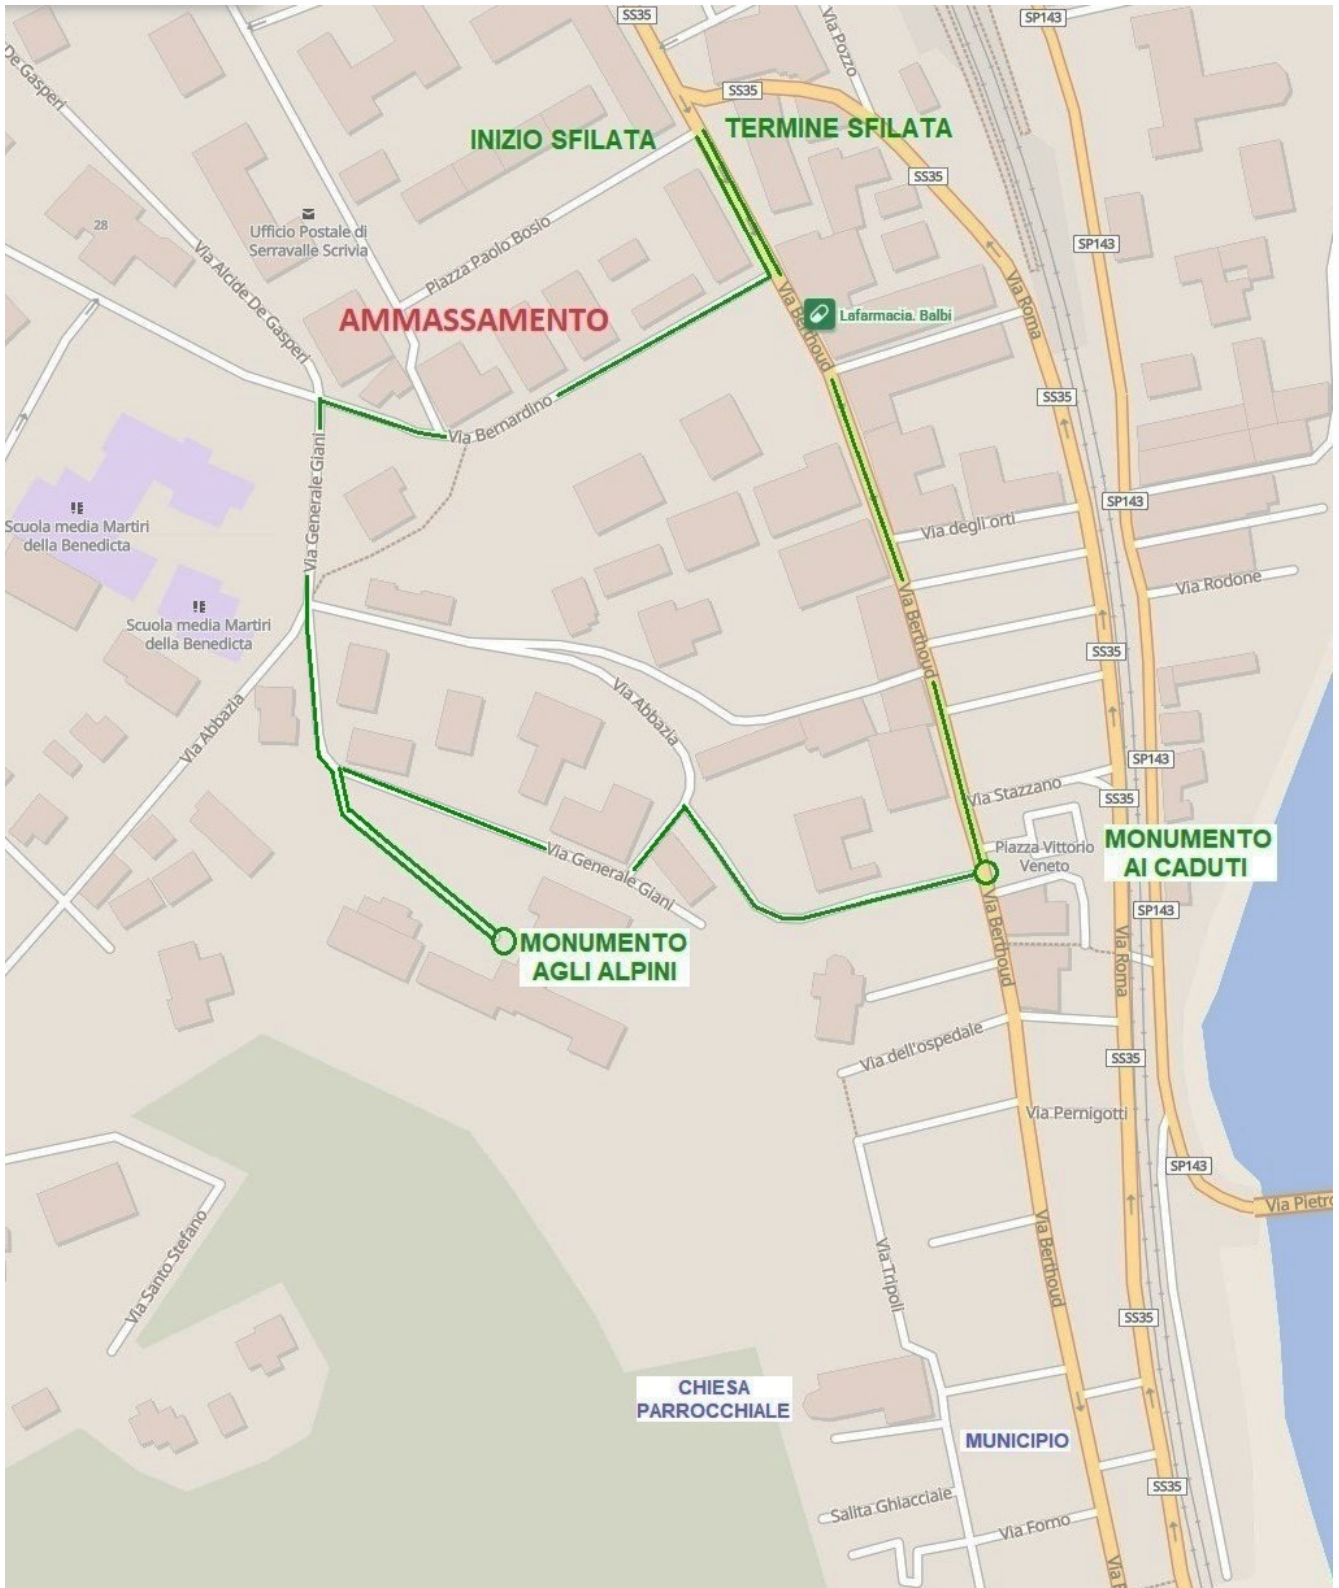 SS35
SP143
Via Pozzo
De Gasperi
SS35
INIZIO SFILATA
TERMINE SFILATA
SS35
28
Ufficio Postale di
Serravalle Scrivia
SP143
Via Alcide De Gasperi
Piazza Paolo Bosio
Via Roma
AMMASSAMENTO
Via Berthoud
Lafarmacia. Balbi
SS35
Via Bernardino
Via Generale Giani
SP143
Scuola media Martiri
della Benedicta
Via degli orti
Via Rodone
Via Berthoud
Scuola media Martiri
della Benedicta
SS35
Via Abbazia
Via Abbazia
SP143
Via Stazzano
SS35
Piazza Vittorio
Veneto
MONUMENTO
AI CADUTI
Via Generale Giani
SP143
Via Berthoud
Via Roma
MONUMENTO
AGLI ALPINI
Via dell'ospedale
SS35
Via Pernigotti
SP143
Via Pietro
Via Santo Stefano
Via Tripoli
Via Berthoud
SS35
CHIESA
PARROCCHIALE
MUNICIPIO
SS35
Salita Ghiacciale
Via Forno